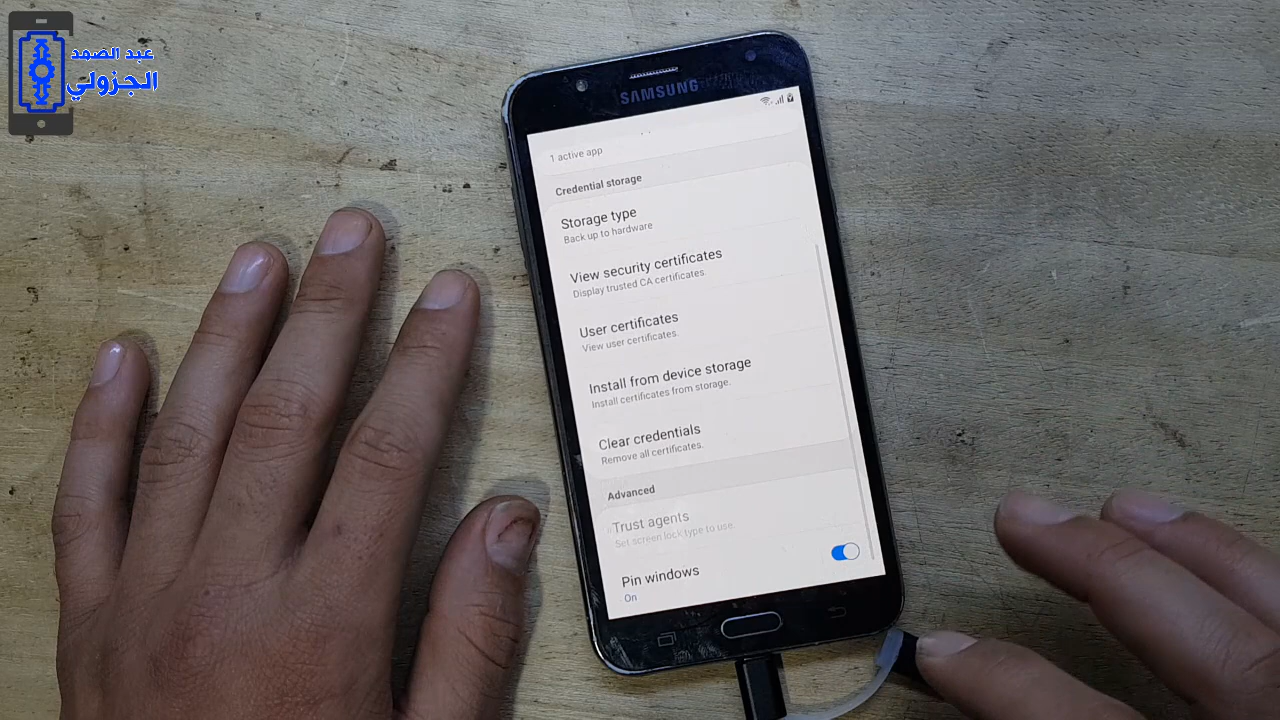 عبد الصمد
الجزولي
SAMSUNG
1 active app
Credential storage
Storage type
Back up to hardware
View security certificates
Display trusted CA certificates.
User certificates
View user certificates.
Install from device storage
Install certificates from storage.
Clear credentials
Remove all certificates.
Advanced
Trust agents
Set screen lock type to use.
Pin windows
On